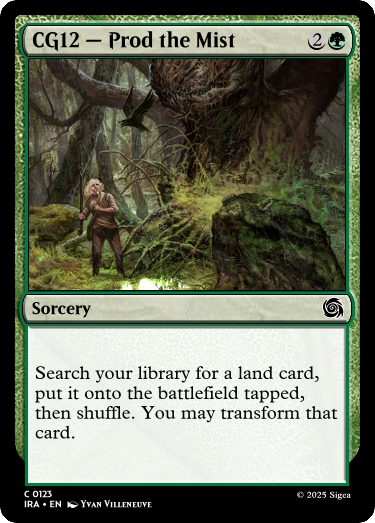 CG12 — Prod the Mist 2
Sorcery
Search your library for a land card,
put it onto the battlefield tapped,
then shuffle. You may transform that
card.
C 0123
IRA • EN Yvan Villeneuve
© 2025 Sigea